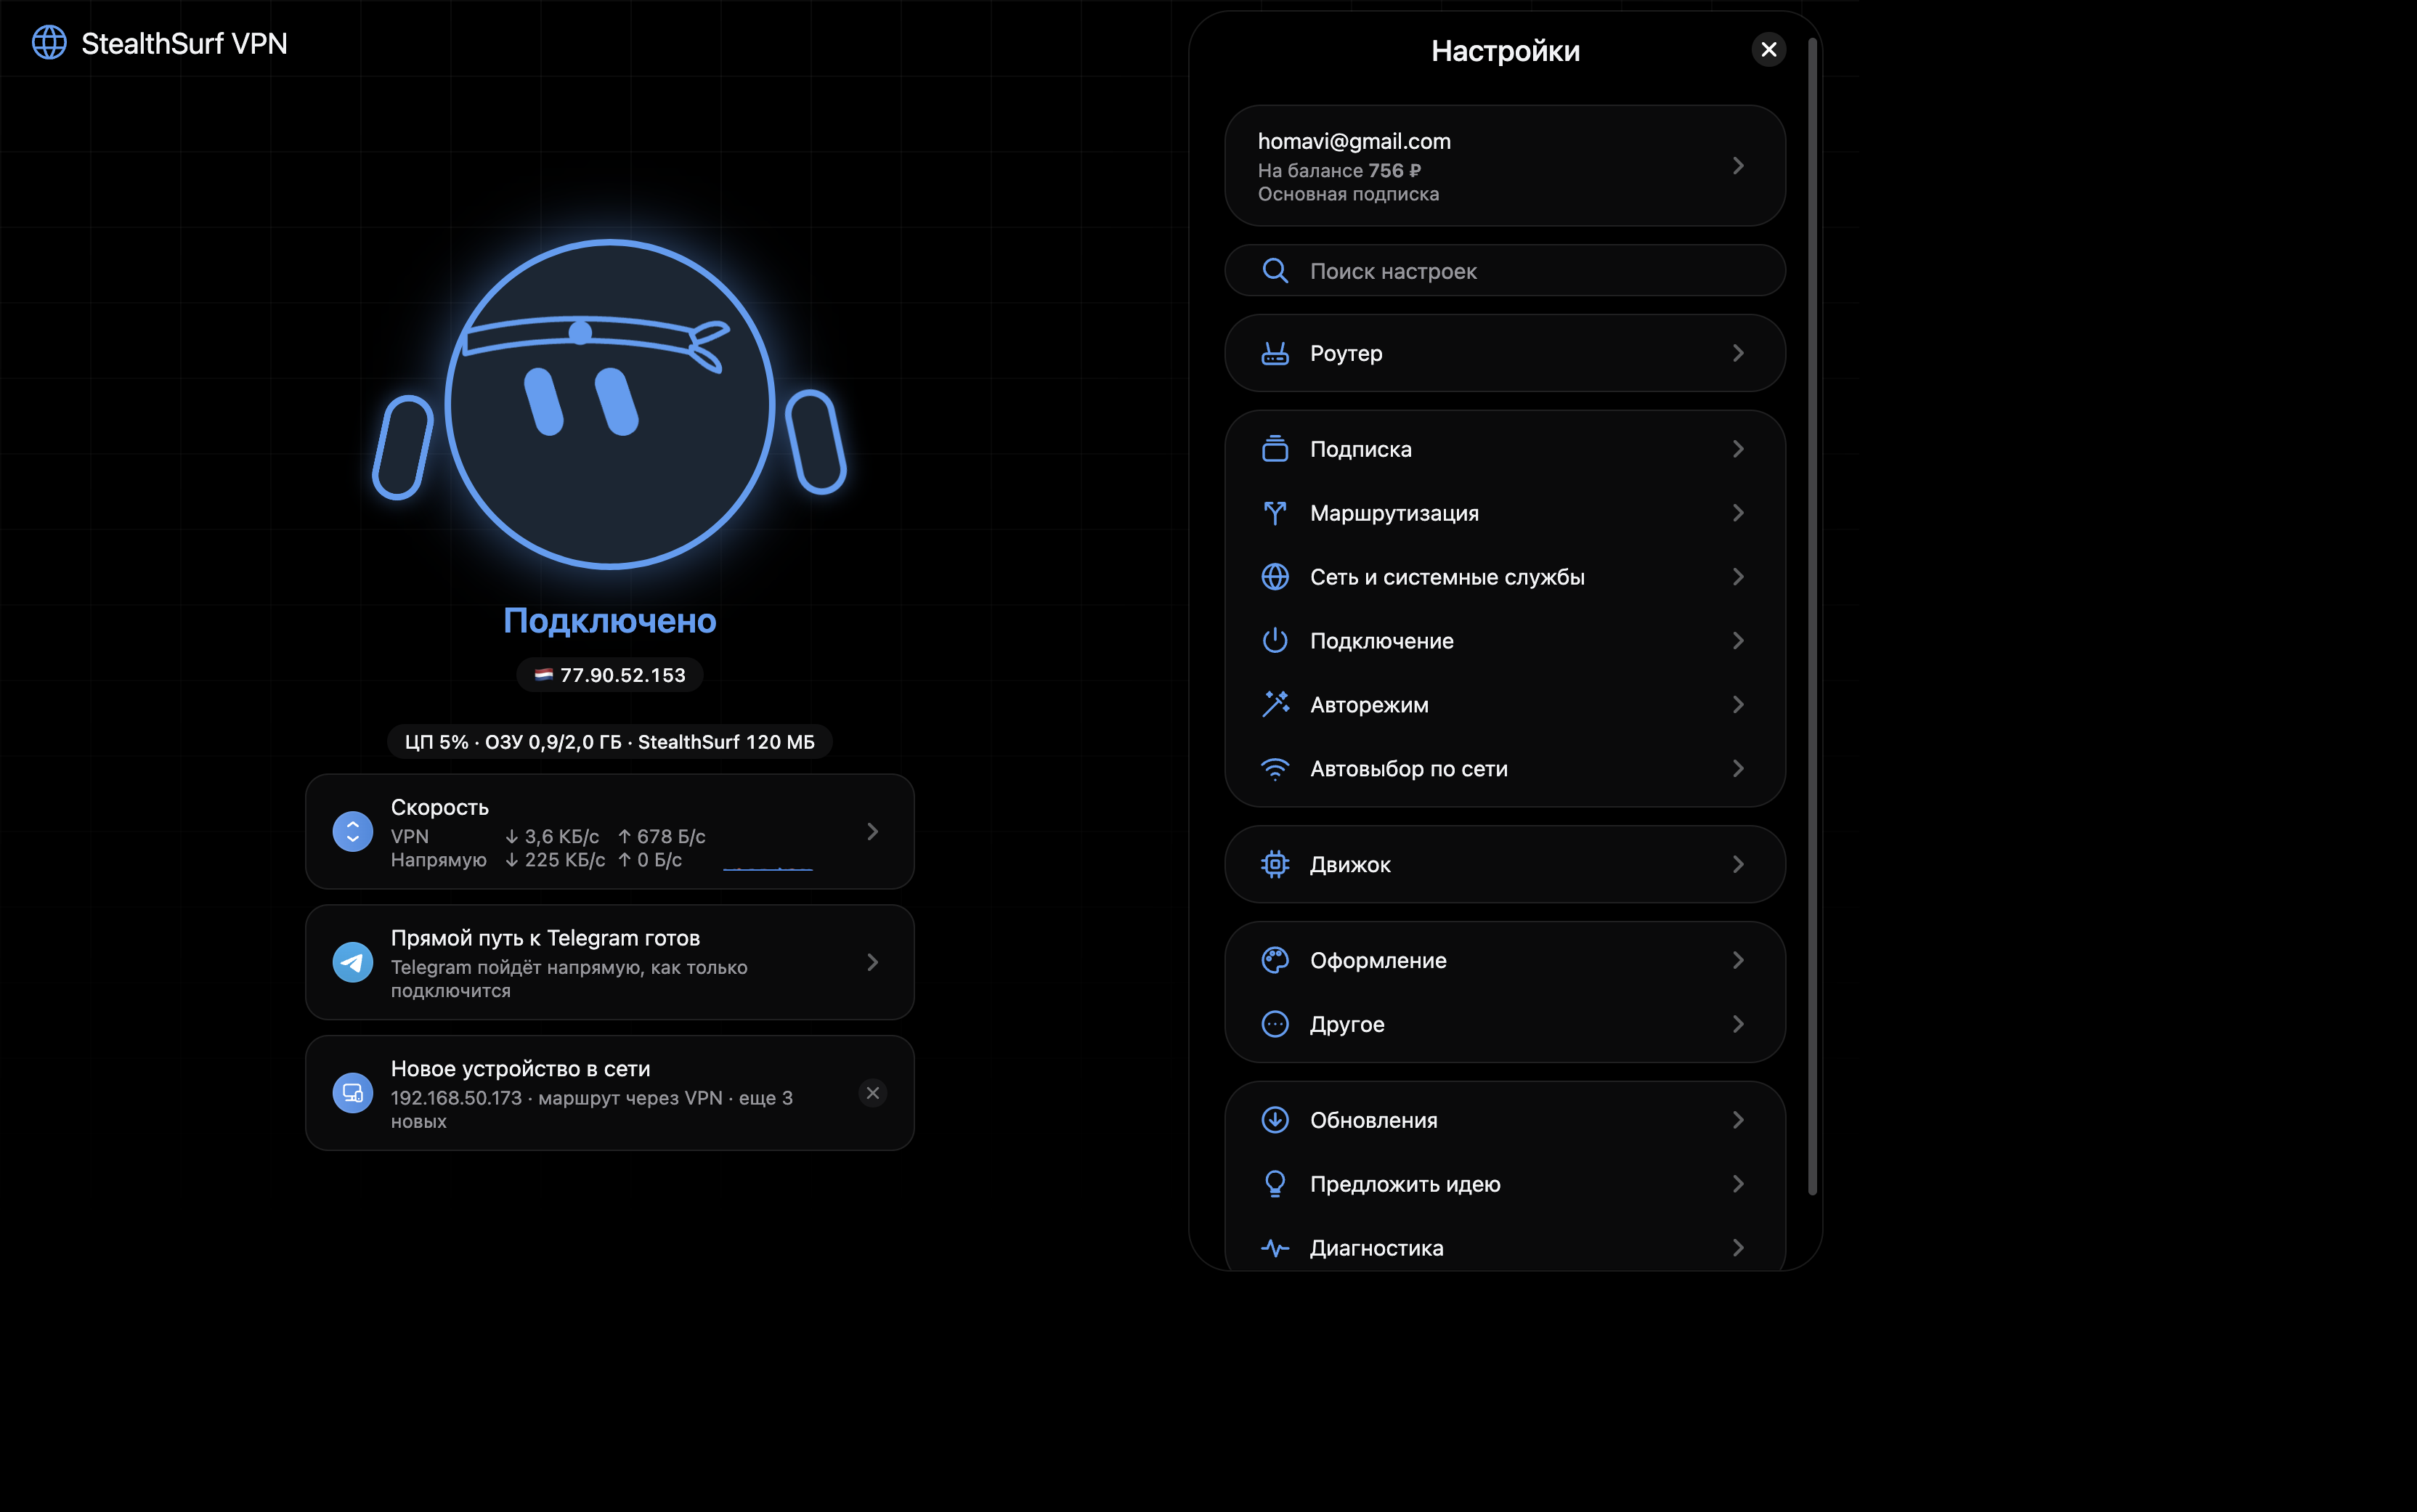 StealthSurf VPN
Подключено
77.90.52.153
ЦП 5% · ОЗУ 0,9/2,0 ГБ · StealthSurf 120 МБ
Скорость
VPN ↓ 3,6 КБ/с ↑ 678 Б/с
Напрямую ↓ 225 КБ/с ↑ 0 Б/с
Прямой путь к Telegram готов
Telegram пойдёт напрямую, как только
подключится
Новое устройство в сети
192.168.50.173 · маршрут через VPN · еще 3
новых
Настройки
homavi@gmail.com
На балансе 756 ₽
Основная подписка
Поиск настроек
Роутер
Подписка
Маршрутизация
Сеть и системные службы
Подключение
Авторежим
Автовыбор по сети
Движок
Оформление
Другое
Обновления
Предложить идею
Диагностика